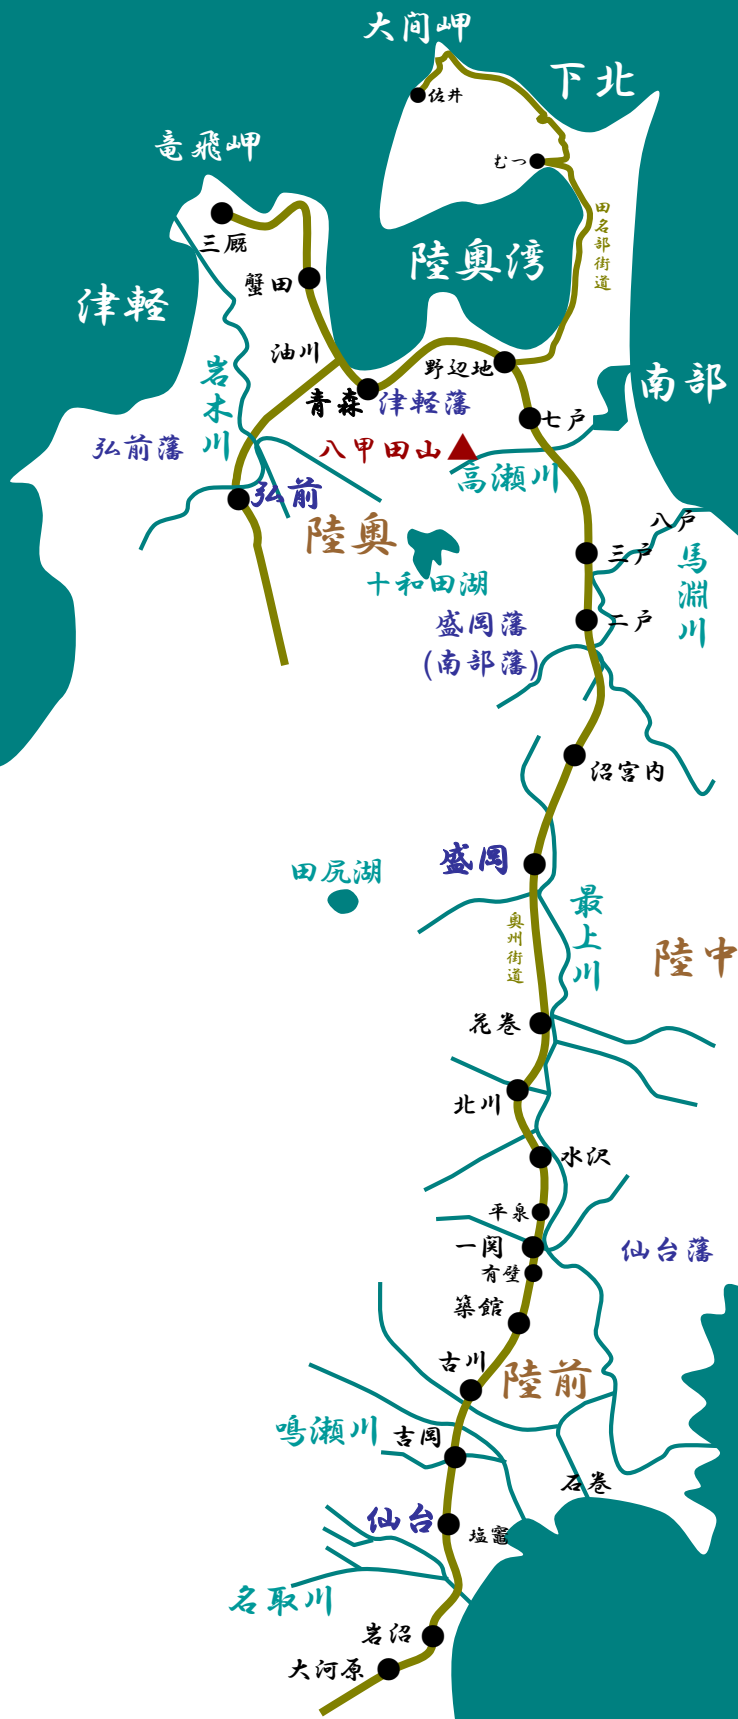 大间岬
下北
佐井
竜飛岬
むつ
田名部街道
三厩
陸奥湾
蟹田
津軽
油川
野辺地
岩木川
南部
青森
津軽藩
七戸
弘前藩
八甲田山
高瀬川
弘前
陸奥
八戸
三戸
馬淵川
十和田湖
盛岡藩
二戸
(南部藩)
沼宮内
盛岡
田尻湖
最上川
奥州街道
陸中
花巻
北川
水沢
平泉
一関
仙台藩
有壁
築館
古川
陸前
鳴瀬川
吉岡
石巻
仙台
塩竈
名取川
岩沼
大河原